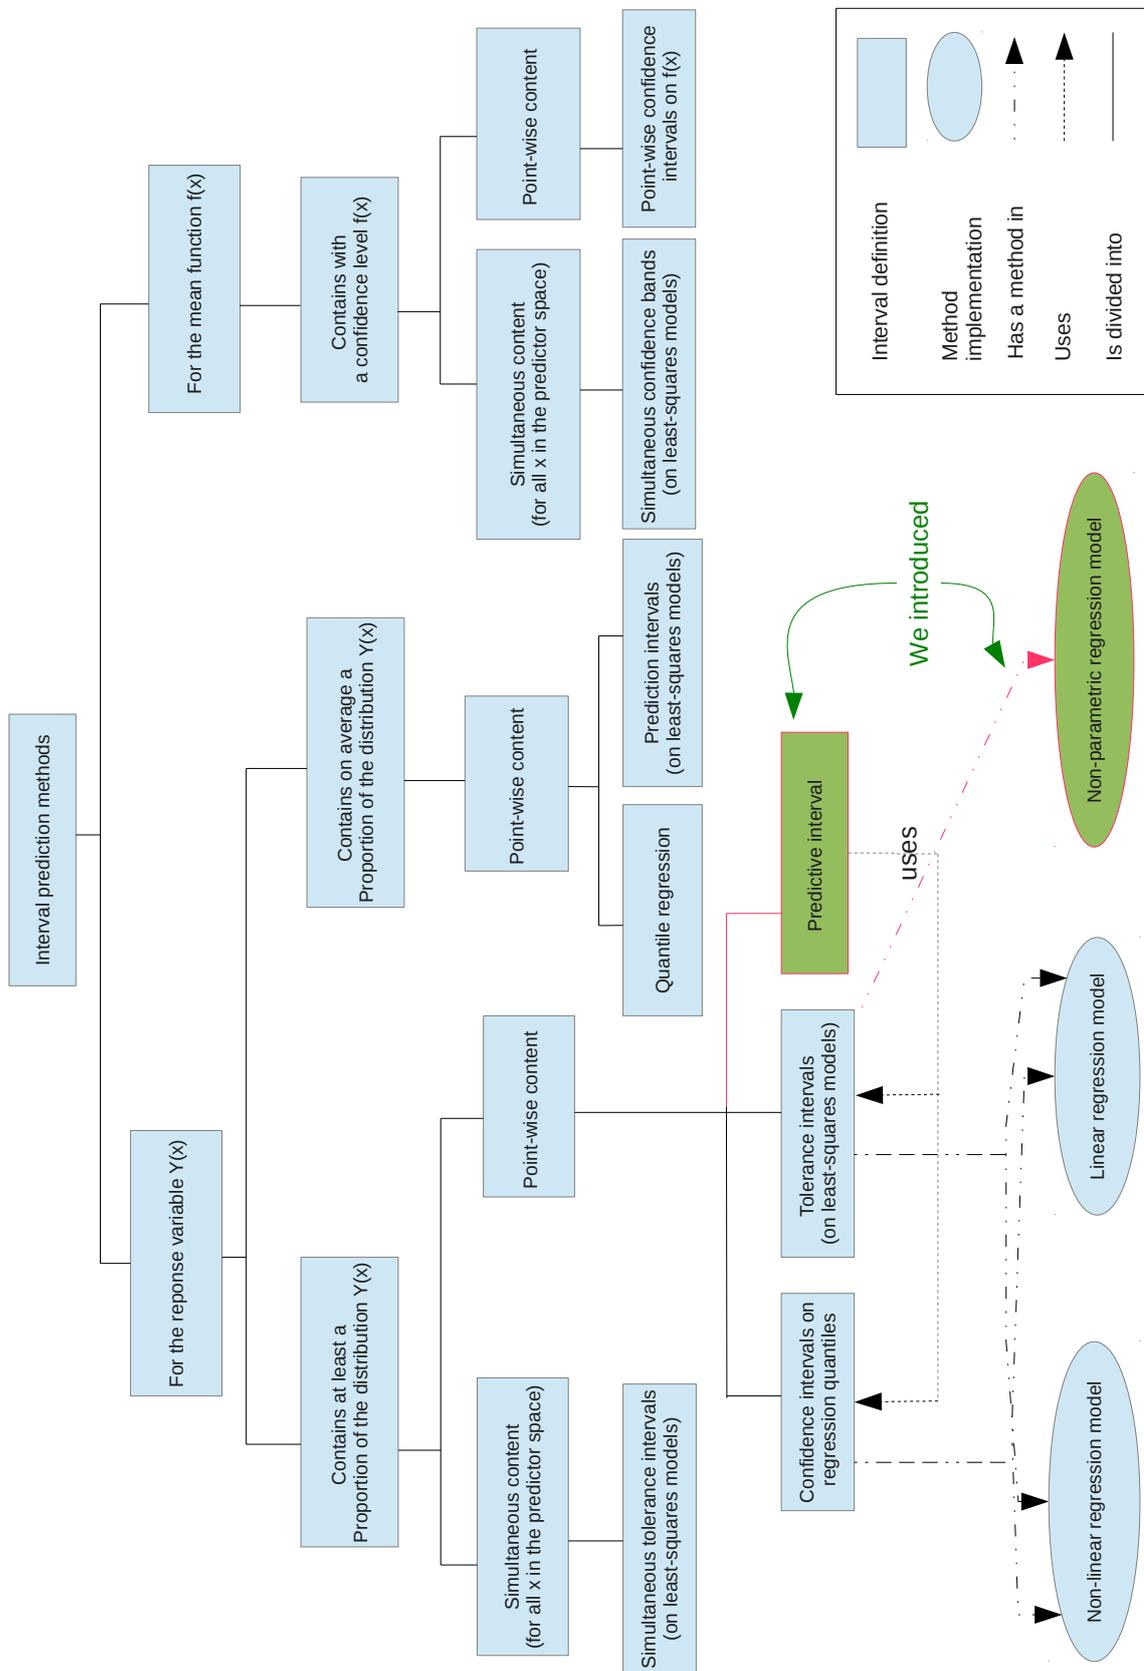 Interval prediction methods
For the reponse variable Y(x)
For the mean function f(x)
Contains at least a
Proportion of the distribution Y(x)
Contains on average a
Proportion of the distribution Y(x)
Contains with
a confidence level f(x)
Simultaneous content
(for all x in the predictor space)
Point-wise content
Point-wise content
Simultaneous content
(for all x in the predictor space)
Point-wise content
Simultaneous tolerance intervals
(on least-squares models)
Quantile regression
Prediction intervals
(on least-squares models)
Simultaneous confidence bands
(on least-squares models)
Point-wise confidence
intervals on f(x)
Confidence intervals on
regression quantiles
Tolerance intervals
(on least-squares models)
Predictive interval
uses
We introduced
Non-linear regression model
Linear regression model
Non-parametric regression model
Interval definition
Method
implementation
Has a method in
Uses
Is divided into